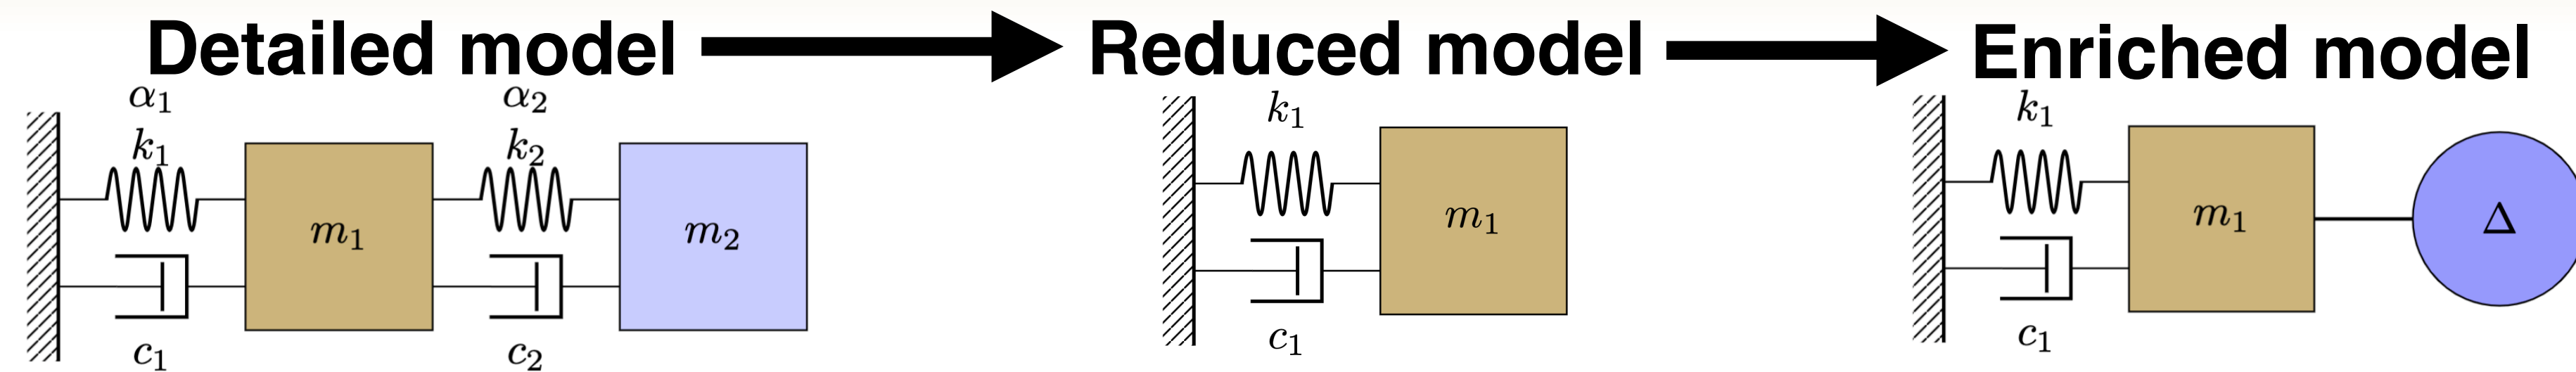 Detailed model
Reduced model
Enriched model
α₁
α₂
k₁
k₂
m₁
m₂
c₁
c₂
k₁
m₁
c₁
k₁
m₁
Δ
c₁